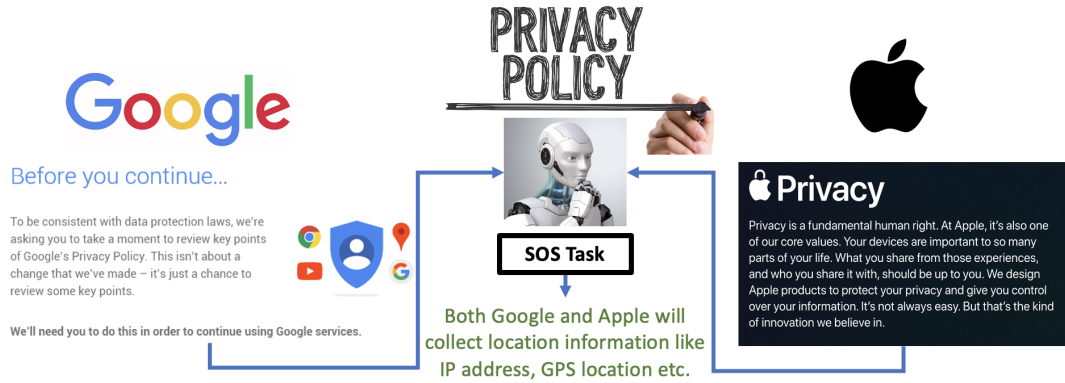 PRIVACY
POLICY
Google
Before you continue...
To be consistent with data protection laws, we're
asking you to take a moment to review key points
of Google's Privacy Policy. This isn't about a
change that we've made – it's just a chance to
review some key points.
We'll need you to do this in order to continue using Google services.
G
SOS Task
Both Google and Apple will
collect location information like
IP address, GPS location etc.
Privacy
Privacy is a fundamental human right. At Apple, it's also one
of our core values. Your devices are important to so many
parts of your life. What you share from those experiences,
and who you share it with, should be up to you. We design
Apple products to protect your privacy and give you control
over your information. It's not always easy. But that's the kind
of innovation we believe in.